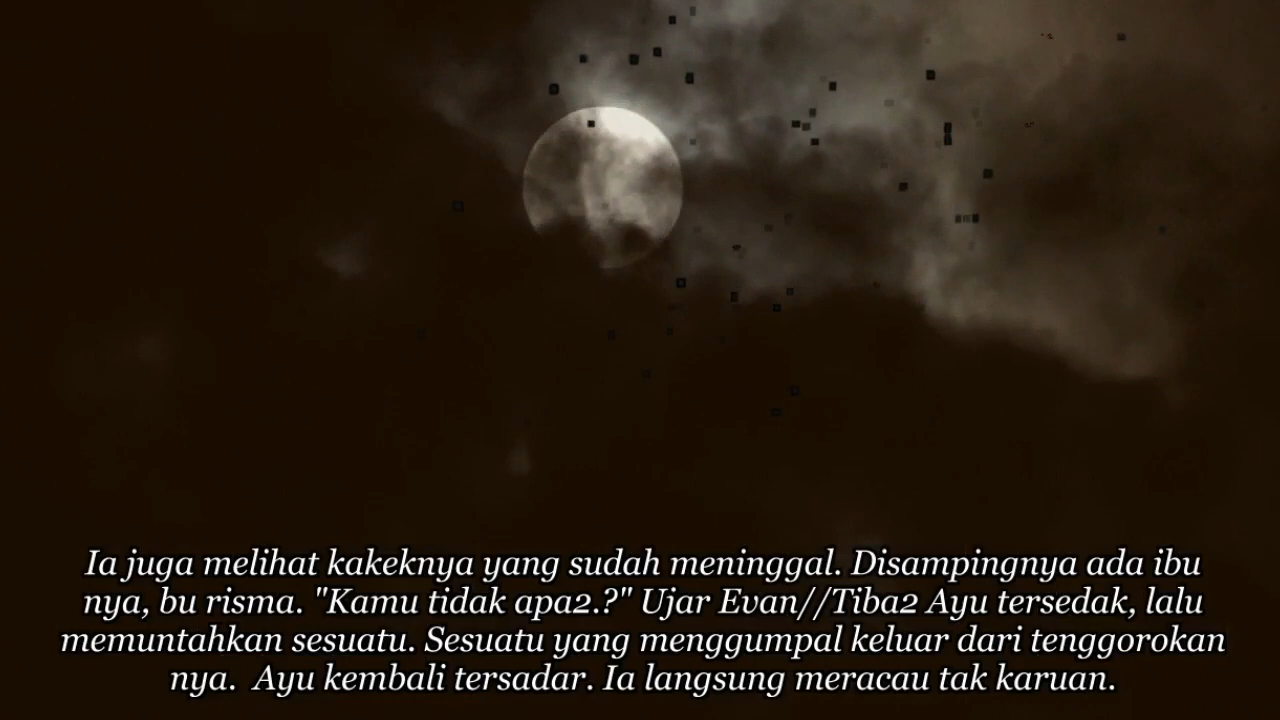 Ia juga melihat kakeknya yang sudah meninggal. Disampingnya ada ibu
nya, bu risma. "Kamu tidak apa2.?" Ujar Evan//Tiba2 Ayu tersedak, lalu
memuntahkan sesuatu. Sesuatu yang menggumpal keluar dari tenggorokan
nya.  Ayu kembali tersadar. Ia langsung meracau tak karuan.